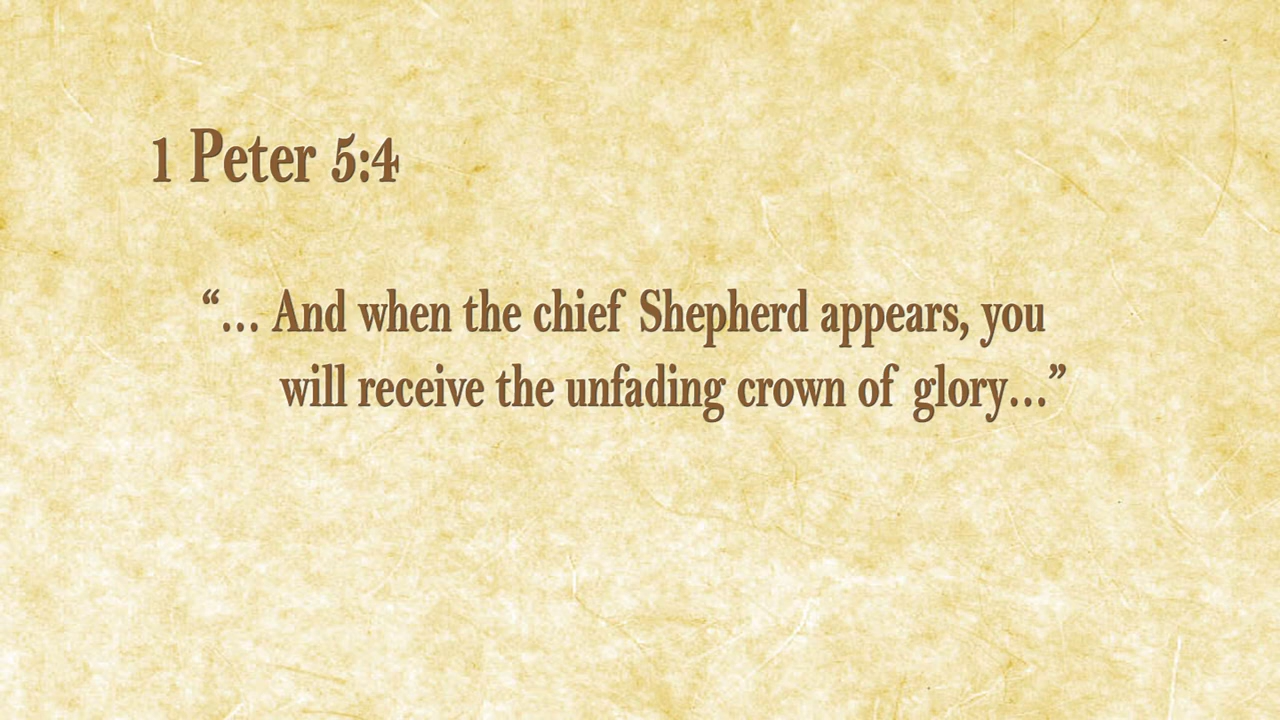 1 Peter 5:4
“... And when the chief Shepherd appears, you
will receive the unfading crown of glory...”